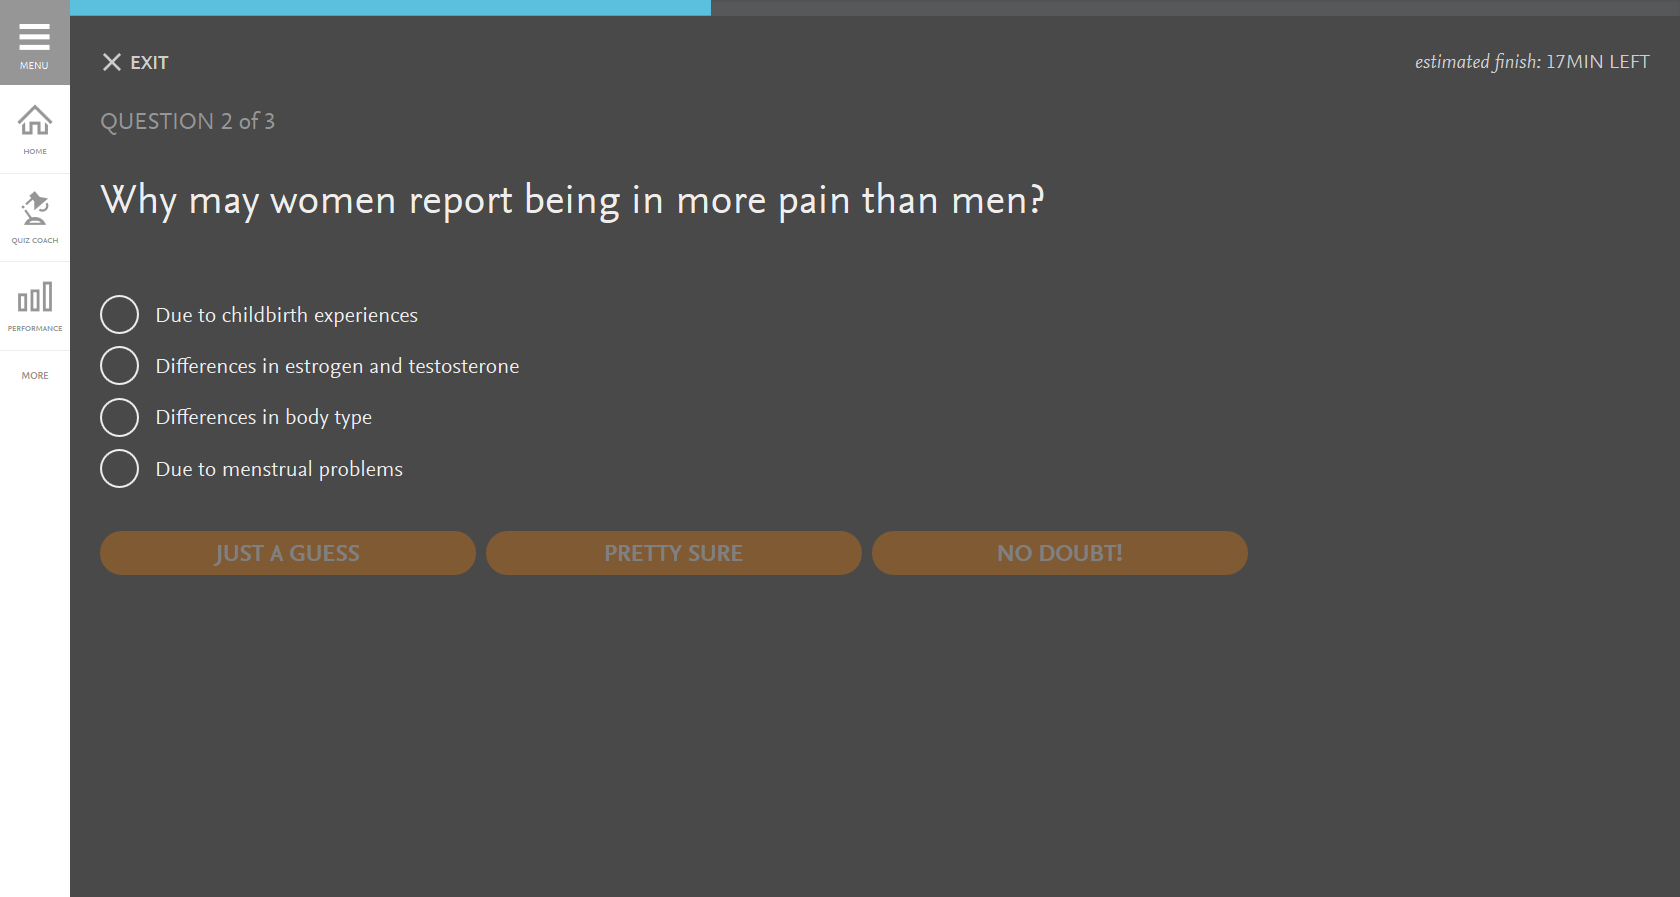 MENU
HOME
QUIZ COACH
PERFORMANCE
MORE
EXIT
estimated finish: 17MIN LEFT
QUESTION 2 of 3
Why may women report being in more pain than men?
Due to childbirth experiences
Differences in estrogen and testosterone
Differences in body type
Due to menstrual problems
JUST A GUESS
PRETTY SURE
NO DOUBT!